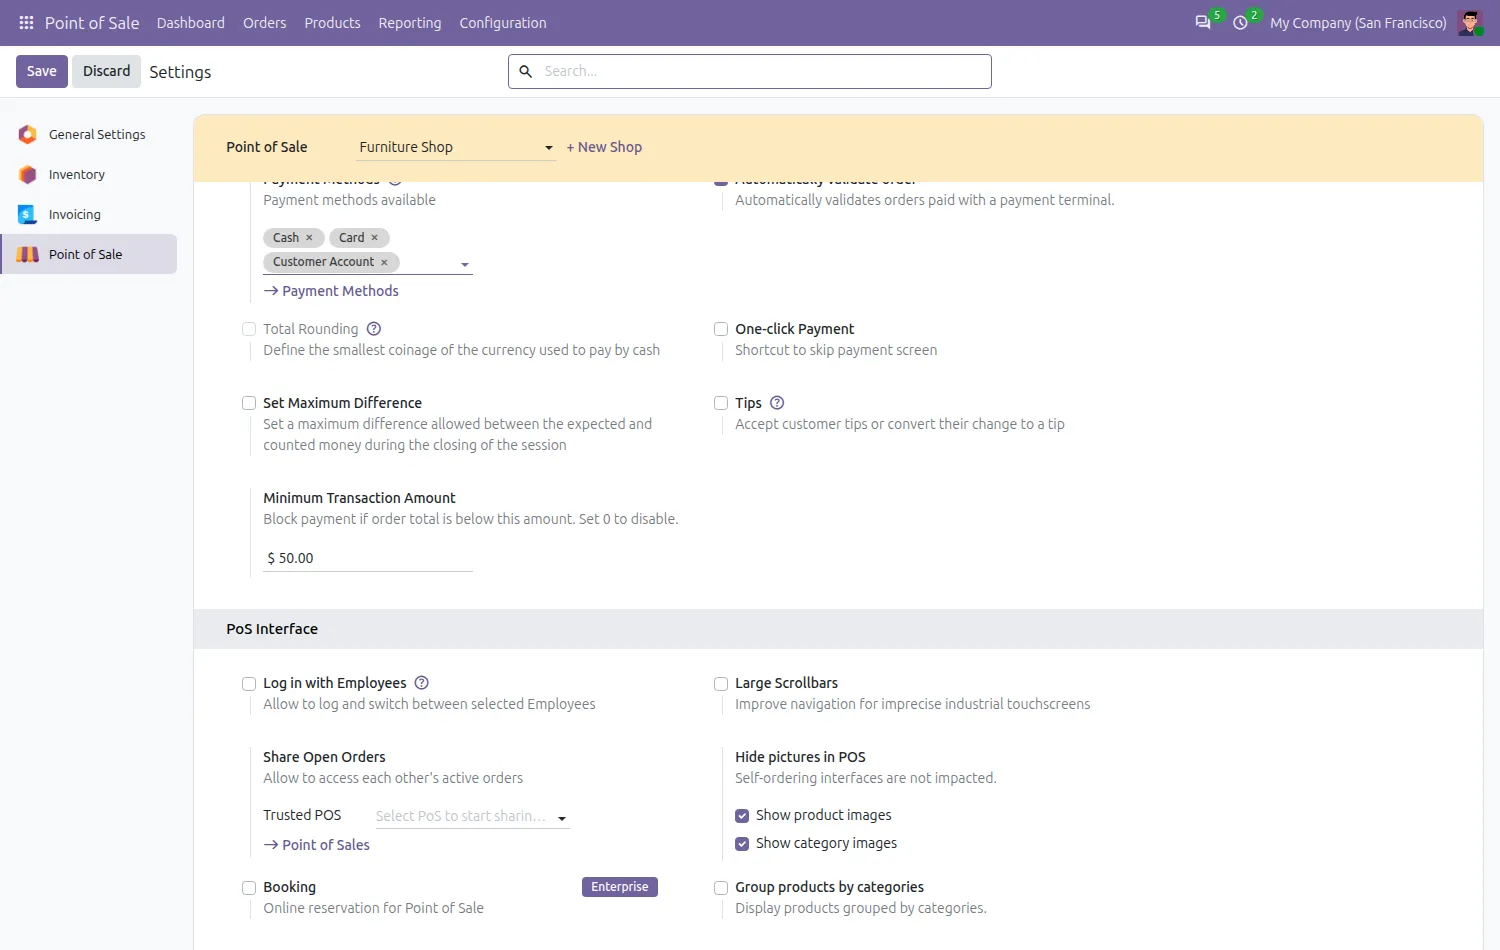 Point of Sale Dashboard Orders Products Reporting Configuration 5 2 My Company (San Francisco)
Save Discard Settings Search...
General Settings
Inventory
Invoicing
Point of Sale
Point of Sale Furniture Shop + New Shop
Payment Methods Automatically validate order
Payment methods available Automatically validates orders paid with a payment terminal.
Cash × Card ×
Customer Account ×
→ Payment Methods
Total Rounding ? One-click Payment
Define the smallest coinage of the currency used to pay by cash Shortcut to skip payment screen
Set Maximum Difference Tips ?
Set a maximum difference allowed between the expected and Accept customer tips or convert their change to a tip
counted money during the closing of the session
Minimum Transaction Amount
Block payment if order total is below this amount. Set 0 to disable.
$ 50.00
PoS Interface
Log in with Employees ? Large Scrollbars
Allow to log and switch between selected Employees Improve navigation for imprecise industrial touchscreens
Share Open Orders Hide pictures in POS
Allow to access each other's active orders Self-ordering interfaces are not impacted.
Trusted POS Select PoS to start sharin... Show product images
→ Point of Sales Show category images
Booking Enterprise Group products by categories
Online reservation for Point of Sale Display products grouped by categories.